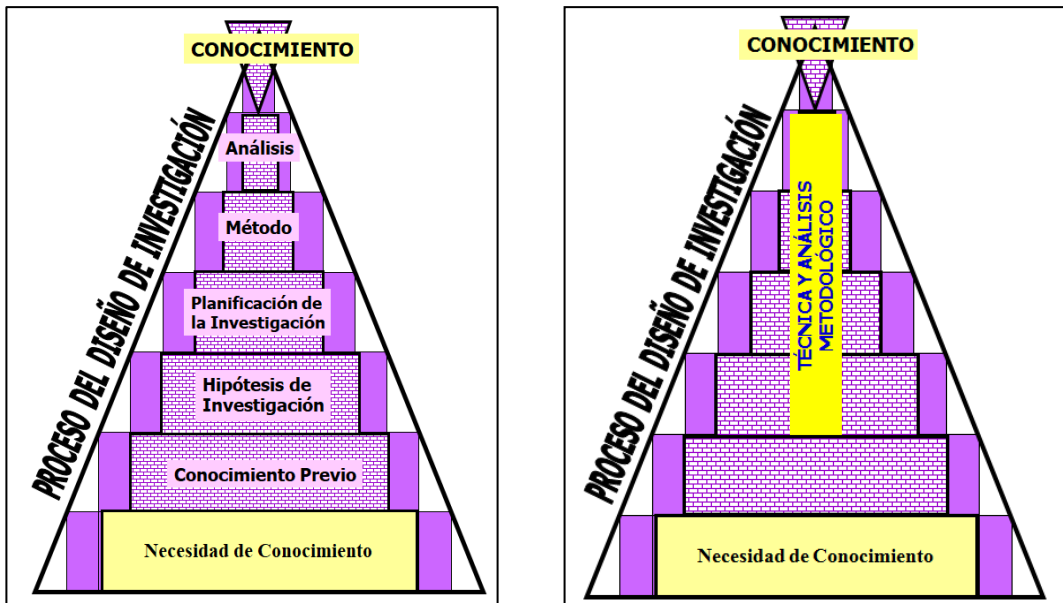 CONOCIMIENTO
PROCESO DEL DISEÑO DE INVESTIGACIÓN
Análisis
Método
Planificación de
la Investigación
Hipótesis de
Investigación
Conocimiento Previo
Necesidad de Conocimiento
CONOCIMIENTO
PROCESO DEL DISEÑO DE INVESTIGACIÓN
TÉCNICA Y ANÁLISIS
METODOLÓGICO
Necesidad de Conocimiento